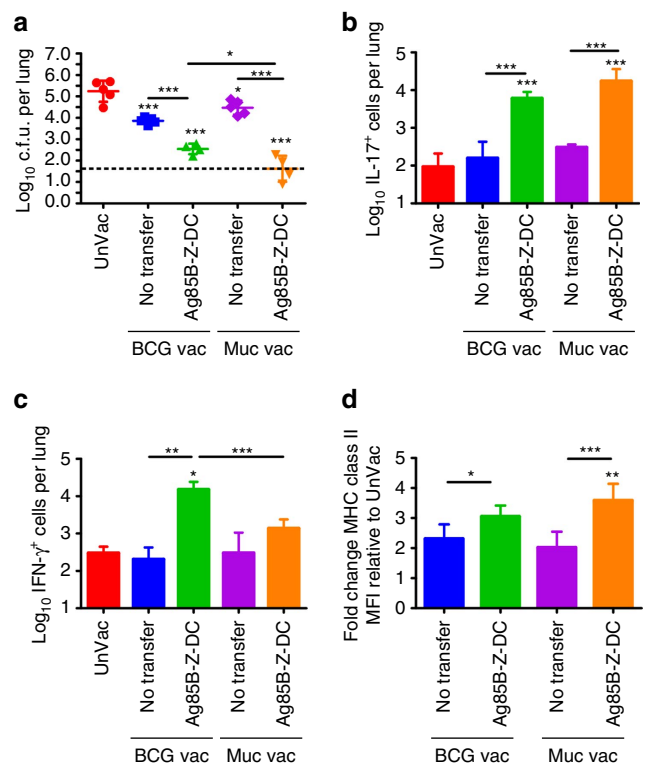 a
Log10 c.f.u. per lung
7.0
6.0
5.0
4.0
3.0
2.0
1.0
0.0
***
***
***
*
*
***
***
UnVac
No transfer
Ag85B-Z-DC
No transfer
Ag85B-Z-DC
BCG vac
Muc vac
b
Log10 IL-17+ cells per lung
5
4
3
2
1
***
***
***
***
UnVac
No transfer
Ag85B-Z-DC
No transfer
Ag85B-Z-DC
BCG vac
Muc vac
c
Log10 IFN-γ+ cells per lung
5
4
3
2
1
**
*
***
UnVac
No transfer
Ag85B-Z-DC
No transfer
Ag85B-Z-DC
BCG vac
Muc vac
d
Fold change MHC class II
MFI relative to UnVac
5
4
3
2
1
0
*
***
**
No transfer
Ag85B-Z-DC
No transfer
Ag85B-Z-DC
BCG vac
Muc vac